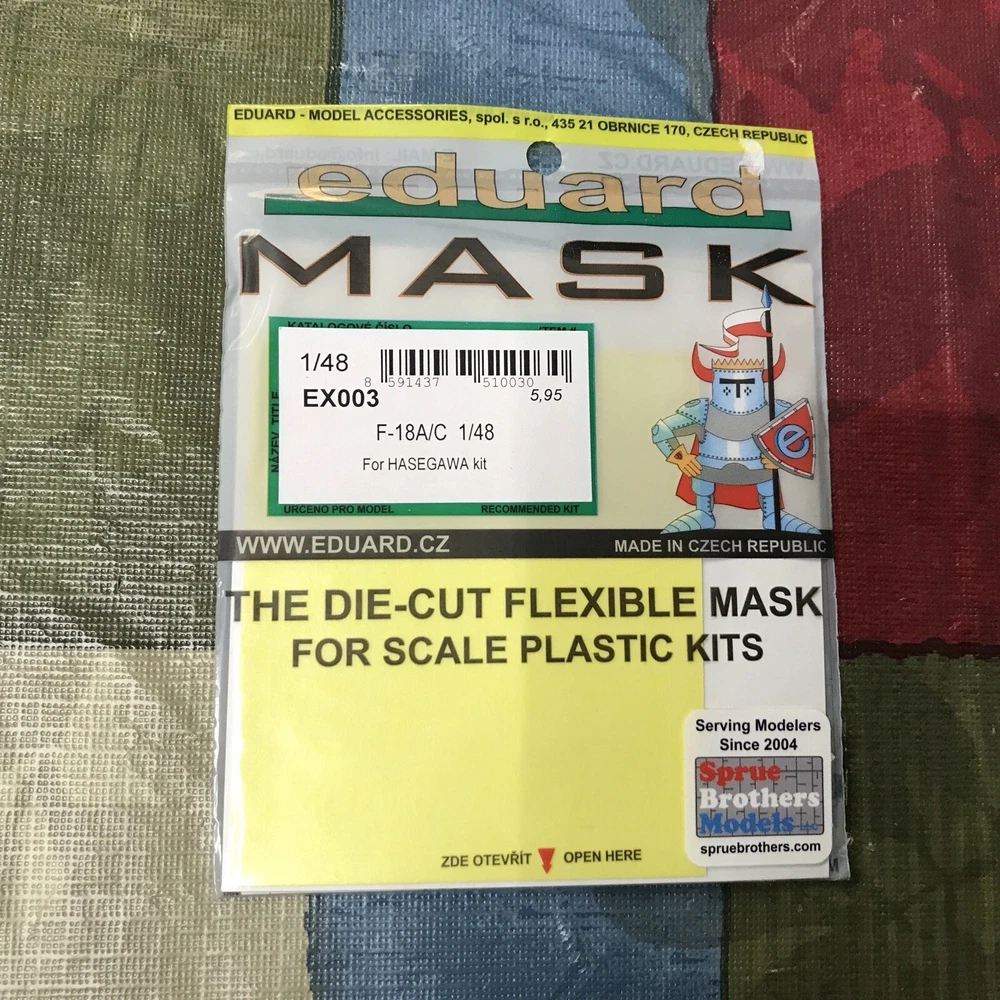 EDUARD - MODEL ACCESSORIES, spol. s r.o., 435 21 OBRNICE 170, CZECH REPUBLIC
eduard
MASK
KATALOGOVÉ ČÍSLO ITEM #
NÁZEV TITLE
1/48
8 591437 510030
EX003 5,95
F-18A/C 1/48
For HASEGAWA kit
URČENO PRO MODEL RECOMMENDED KIT
e
WWW.EDUARD.CZ MADE IN CZECH REPUBLIC
THE DIE-CUT FLEXIBLE MASK
FOR SCALE PLASTIC KITS
Serving Modelers
Since 2004
Sprue
Brothers
Models
spruebrothers.com
ZDE OTEVŘÍT OPEN HERE